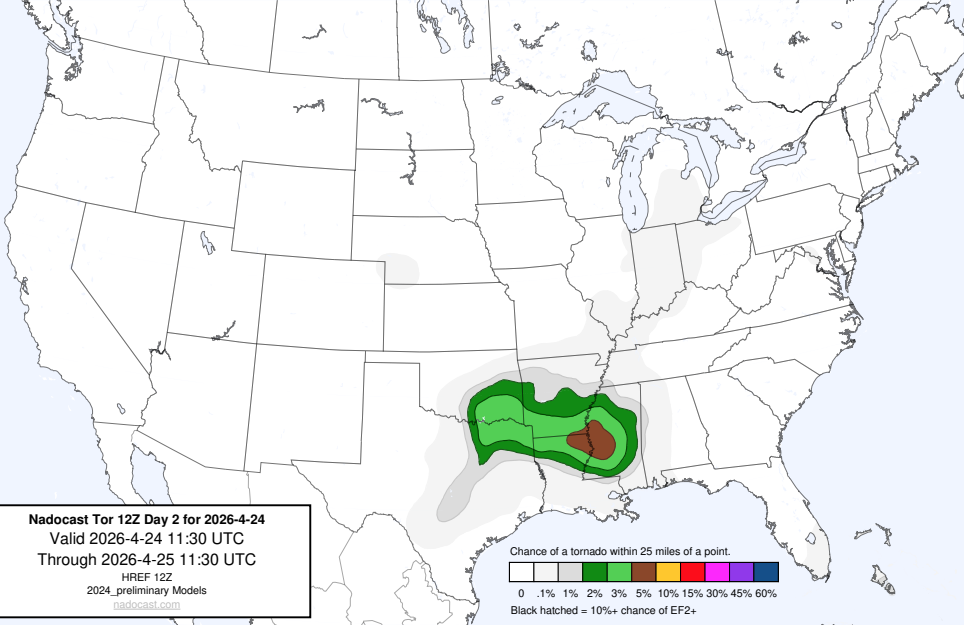 Nadocast Tor 12Z Day 2 for 2026-4-24
Valid 2026-4-24 11:30 UTC
Through 2026-4-25 11:30 UTC
HREF 12Z
2024_preliminary Models
nadocast.com
Chance of a tornado within 25 miles of a point.
0 .1% 1% 2% 3% 5% 10% 15% 30% 45% 60%
Black hatched = 10%+ chance of EF2+